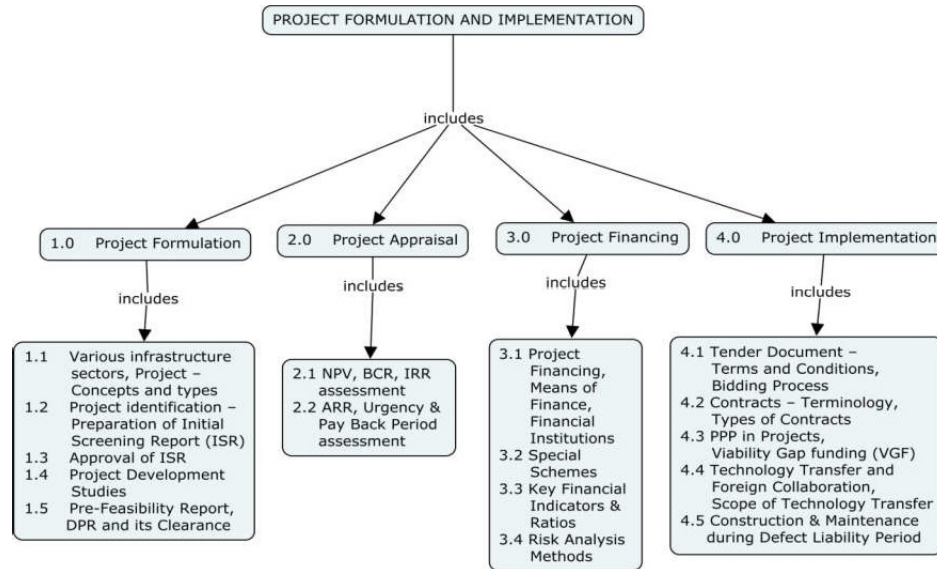 PROJECT FORMULATION AND IMPLEMENTATION
includes
1.0 Project Formulation
2.0 Project Appraisal
3.0 Project Financing
4.0 Project Implementation
includes
includes
includes
includes
1.1 Various infrastructure
sectors, Project –
Concepts and types
1.2 Project identification –
Preparation of Initial
Screening Report (ISR)
1.3 Approval of ISR
1.4 Project Development
Studies
1.5 Pre-Feasibility Report,
DPR and its Clearance
2.1 NPV, BCR, IRR
assessment
2.2 ARR, Urgency &
Pay Back Period
assessment
3.1 Project
Financing,
Means of
Finance,
Financial
Institutions
3.2 Special
Schemes
3.3 Key Financial
Indicators &
Ratios
3.4 Risk Analysis
Methods
4.1 Tender Document –
Terms and Conditions,
Bidding Process
4.2 Contracts – Terminology,
Types of Contracts
4.3 PPP in Projects,
Viability Gap funding (VGF)
4.4 Technology Transfer and
Foreign Collaboration,
Scope of Technology Transfer
4.5 Construction & Maintenance
during Defect Liability Period